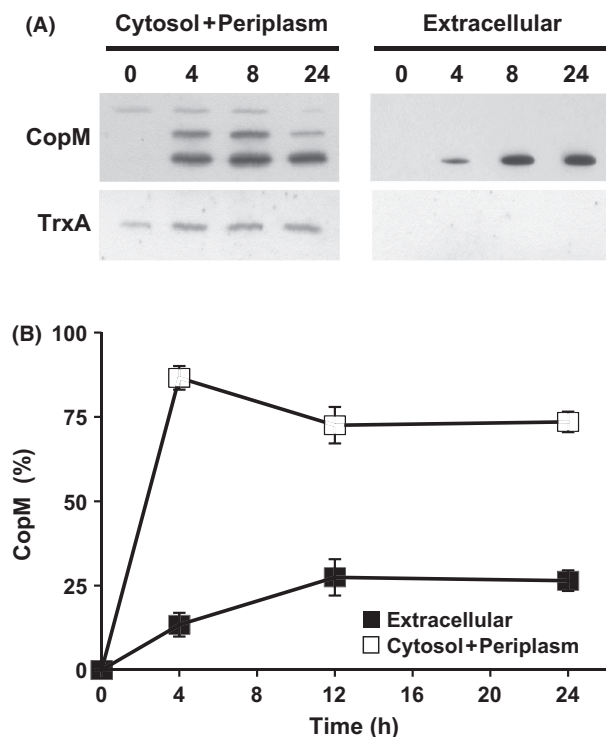 (A) Cytosol+Periplasm Extracellular
0 4 8 24 0 4 8 24
CopM
TrxA
(B)
100
75
50
25
0
CopM (%)
Extracellular
Cytosol+Periplasm
0 4 8 12 16 20 24
Time (h)